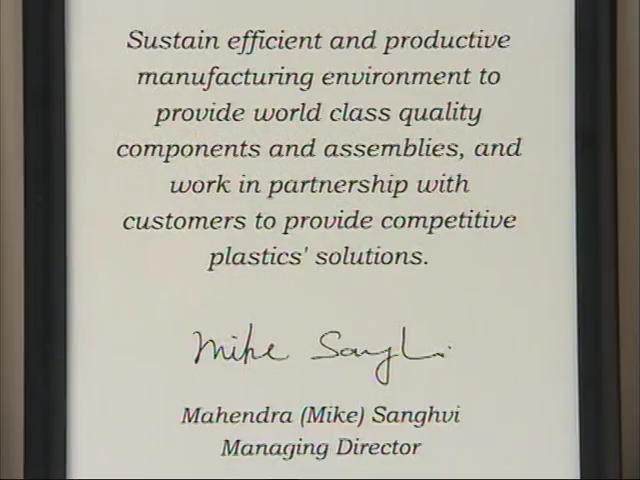 Sustain efficient and productive
manufacturing environment to
provide world class quality
components and assemblies, and
work in partnership with
customers to provide competitive
plastics' solutions.
Mike Sanghvi
Mahendra (Mike) Sanghvi
Managing Director